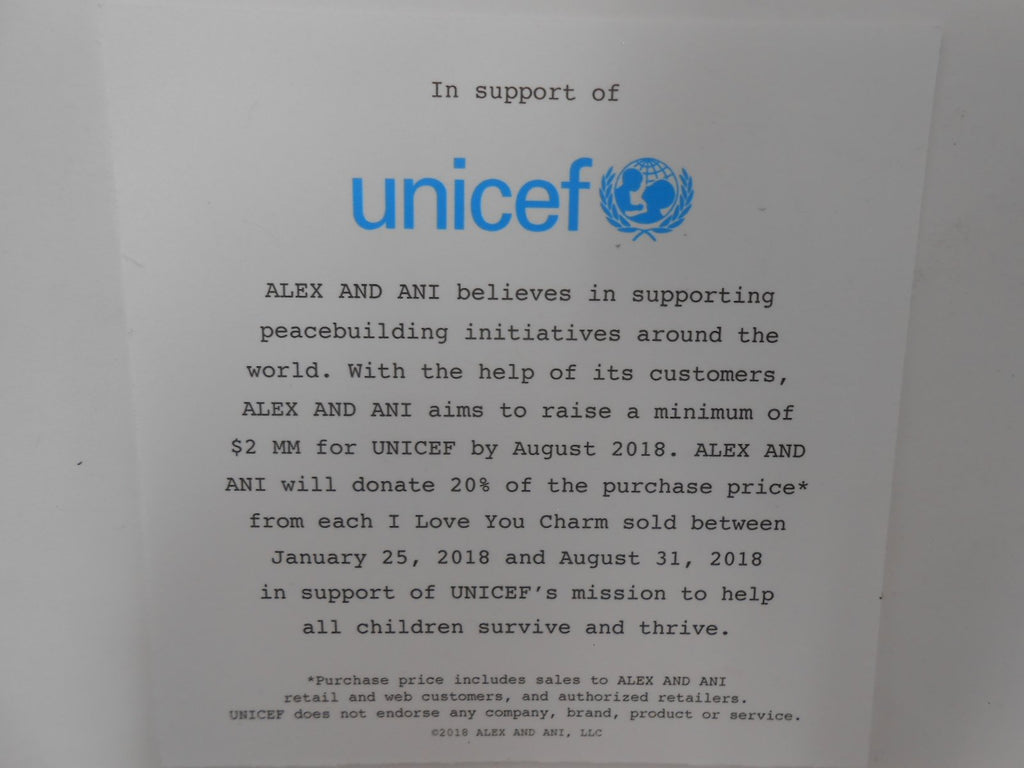 In support of
unicef
ALEX AND ANI believes in supporting
peacebuilding initiatives around the
world. With the help of its customers,
ALEX AND ANI aims to raise a minimum of
$2 MM for UNICEF by August 2018. ALEX AND
ANI will donate 20% of the purchase price*
from each I Love You Charm sold between
January 25, 2018 and August 31, 2018
in support of UNICEF's mission to help
all children survive and thrive.
*Purchase price includes sales to ALEX AND ANI
retail and web customers, and authorized retailers.
UNICEF does not endorse any company, brand, product or service.
©2018 ALEX AND ANI, LLC